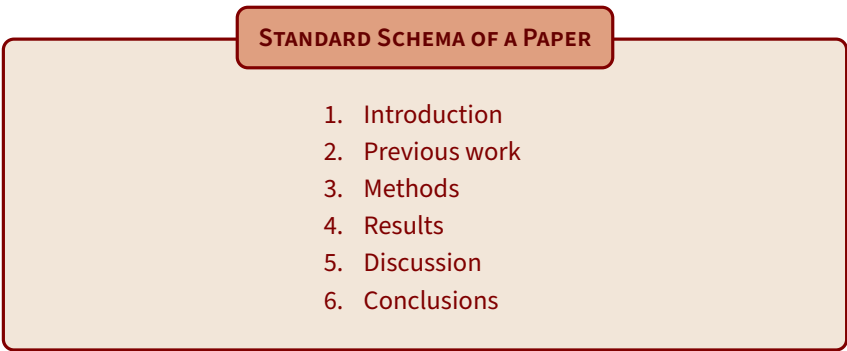 STANDARD SCHEMA OF A PAPER
1. Introduction
2. Previous work
3. Methods
4. Results
5. Discussion
6. Conclusions